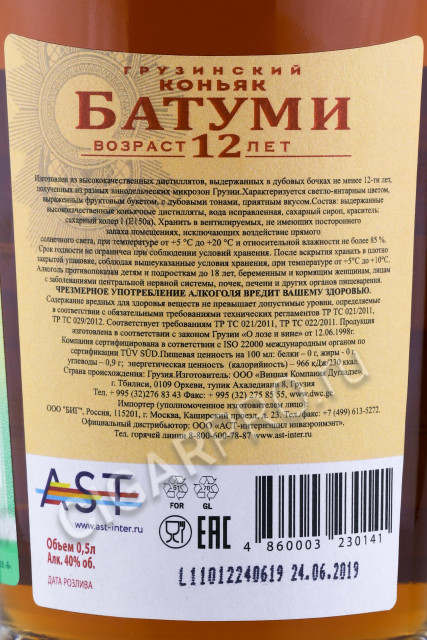 ГРУЗИНСКИЙ
КОНЬЯК
БАТУМИ
ВОЗРАСТ 12 ЛЕТ
Изготовлен из высококачественных дистиллятов, выдержанных в дубовых бочках не менее 12-ти лет,
полученных из разных винодельческих микрозон Грузии.Характеризуется светло-янтарным цветом,
выраженным фруктовым букетом, с дубовыми тонами, приятным вкусом.Состав: выдержанные
высококачественные коньячные дистилляты, вода исправленная, сахарный сироп, краситель:
сахарный колер I (E150a), Хранить в вентилируемых, не имеющих постороннего
запаха помещениях, исключающих воздействие прямого
солнечного света, при температуре от +5 °C до +20 °C и относительной влажности не более 85 %.
Срок годности не ограничен при соблюдении условий хранения. После вскрытия хранить в плотно
закрытой упаковке, соблюдая вышеуказанные условия хранения, при температуре от +5°C до +10°C.
Алкоголь противопоказан детям и подросткам до 18 лет, беременным и кормящим женщинам, лицам
с заболеваниями центральной нервной системы, почек, печени и других органов пищеварения.
ЧРЕЗМЕРНОЕ УПОТРЕБЛЕНИЕ АЛКОГОЛЯ ВРЕДИТ ВАШЕМУ ЗДОРОВЬЮ.
Содержание вредных для здоровья веществ не превышает допустимые уровни, определяемые в
соответствии с обязательными требованиями технических регламентов ТР ТС 021/2011,
ТР ТС 029/2012. Соответствует требованиям ТР ТС 021/2011, ТР ТС 022/2011. Продукция
изготовлена в соответствии с законом Грузии «О лозе и вине» от 12.06.1998г.
Компания сертифицирована в соответствии с ISO 22000 международным органом по
сертификации TÜV SÜD.Пищевая ценность на 100 мл: белки – 0 г; жиры - 0 г;
углеводы – 0,9 г; энергетическая ценность (калорийность) – 966 кДж/230 ккал.
Страна происхождения: Грузия Изготовитель: ООО «Винная Компания Дугладзе»
г. Тбилиси, 0109 Орхеви, тупик Ахвледиани 8, Грузия
тел. + 995 (32)276 83 43 Факс: + 995 (32) 275 85 55, www.dwc.ge
Импортер (уполномоченное изготовителем лицо):
ООО "БИГ", Россия, 115201, г. Москва, Каширский проезд, д. 23. Тел./факс: +7 (499) 613-5272.
Официальный дистрибьютор: ООО «АСТ-интернэшнл инваэронмэнт».
Тел. горячей линии 8-800-600-78-87 www.ast-inter.ru
AST
www.ast-inter.ru
51
FOR
70
GL
EAC
Объем 0,5л
Алк. 40% об.
ДАТА РОЗЛИВА
4 860003 230141
L11012240619 24.06.2019
CIGARPRO.RU